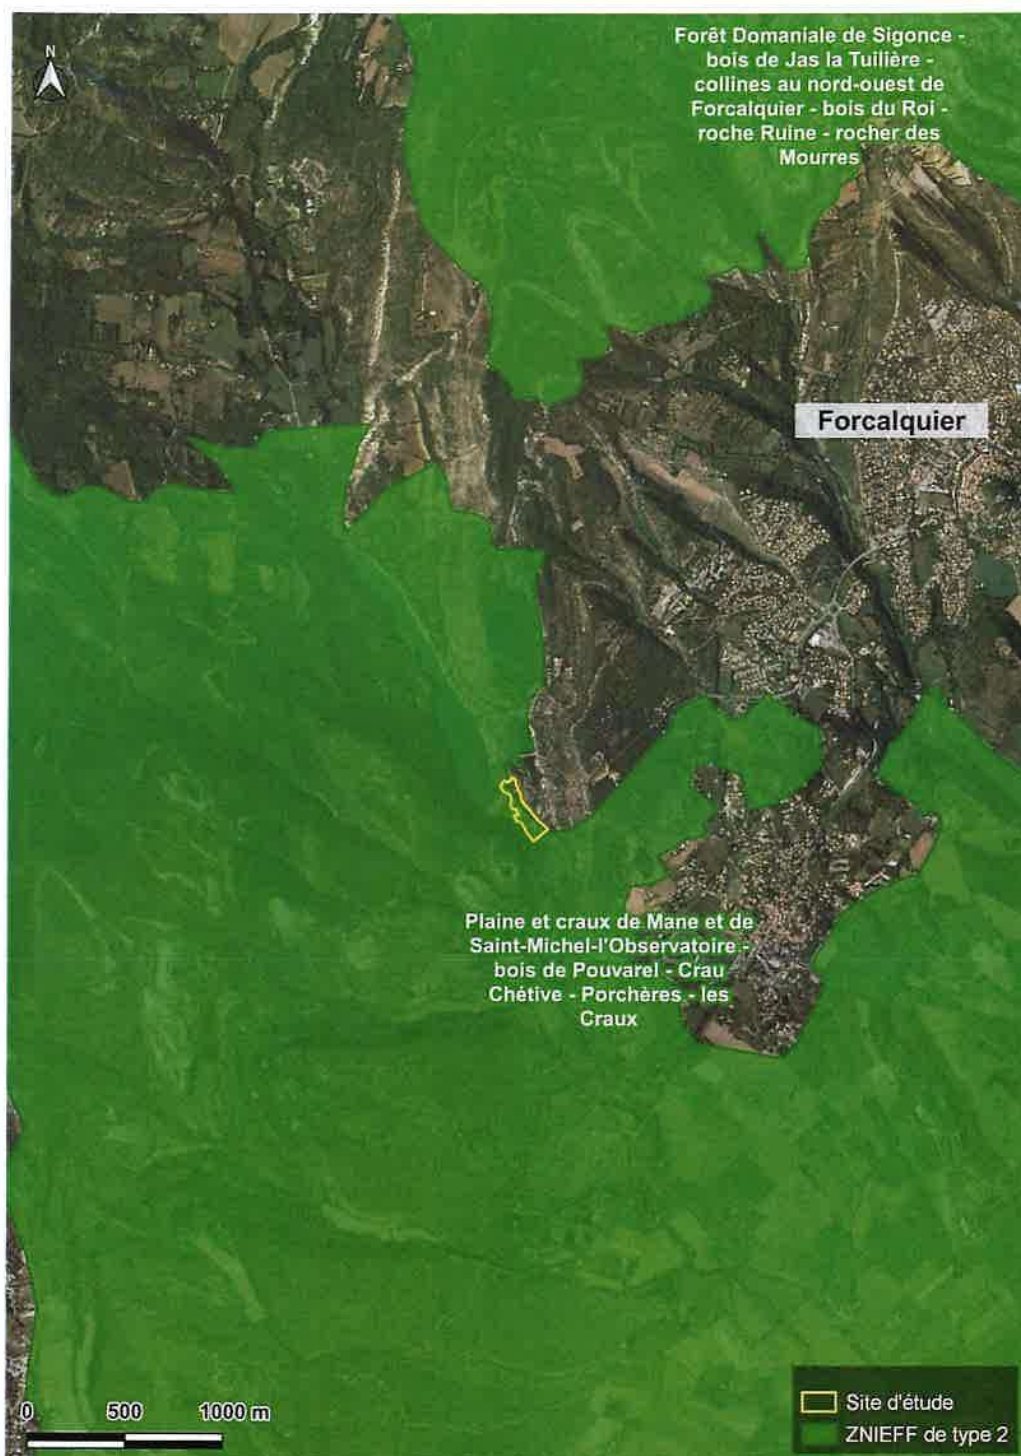 N
Forêt Domaniale de Sigonce -
bois de Jas la Tuilière -
collines au nord-ouest de
Forcalquier - bois du Roi -
roche Ruine - rocher des
Mourres
Forcalquier
Plaine et craux de Mane et de
Saint-Michel-l'Observatoire -
bois de Pouvarel - Crau
Chétive - Porchères - les
Craux
0 500 1000 m
Site d'étude
ZNIEFF de type 2